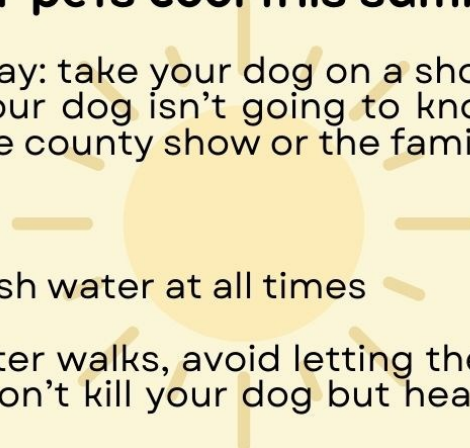 pets cool this
ay: take your dog on a sho
our dog isn't going to kno
e county show or the fami
sh water at all times
ter walks, avoid letting the
on't kill your dog but hea